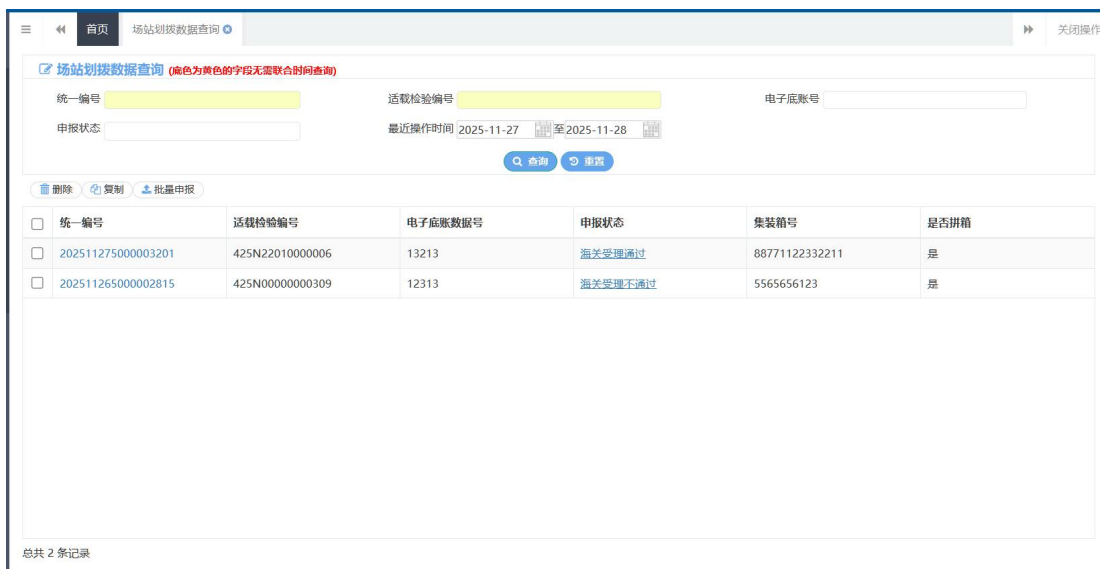 首页 场站划拨数据查询 关闭操作
场站划拨数据查询 (底色为黄色的字段无需联合时间查询)
统一编号 适载检验编号 电子底账号
申报状态 最近操作时间 2025-11-27 至 2025-11-28
查询 重置
删除 复制 批量申报
统一编号 适载检验编号 电子底账数据号 申报状态 集装箱号 是否拼箱
202511275000003201 425N22010000006 13213 海关受理通过 88771122332211 是
202511265000002815 425N00000000309 12313 海关受理不通过 5565656123 是
总共 2 条记录